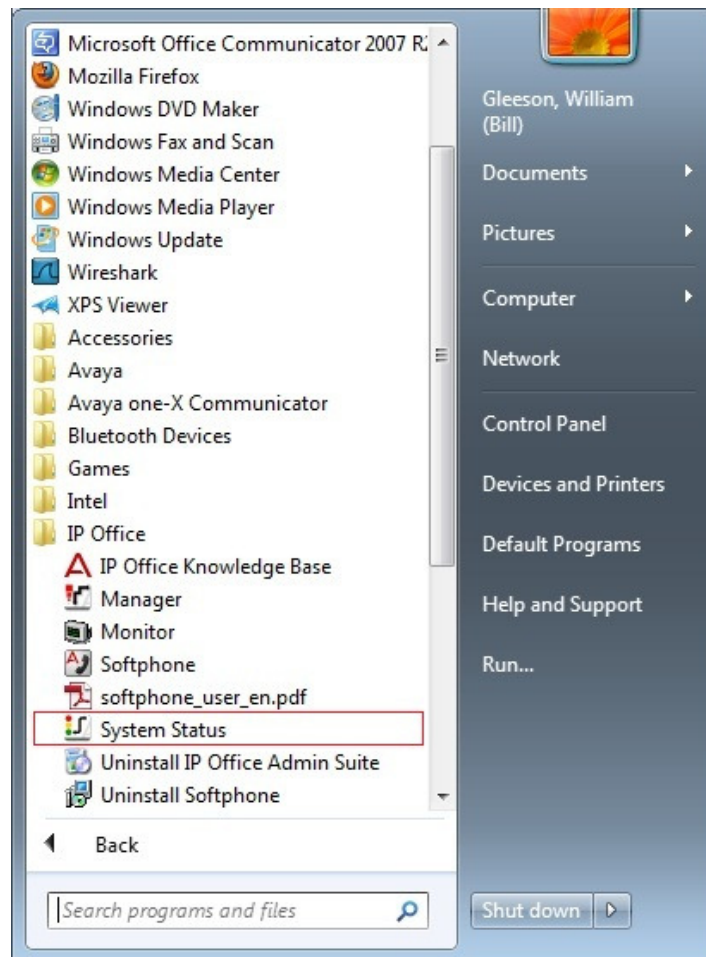 Microsoft Office Communicator 2007 R2
Mozilla Firefox
Windows DVD Maker
Windows Fax and Scan
Windows Media Center
Windows Media Player
Windows Update
Wireshark
XPS Viewer
Accessories
Avaya
Avaya one-X Communicator
Bluetooth Devices
Games
Intel
IP Office
IP Office Knowledge Base
Manager
Monitor
Softphone
softphone_user_en.pdf
System Status
Uninstall IP Office Admin Suite
Uninstall Softphone
Back
Search programs and files
Gleeson, William
(Bill)
Documents
Pictures
Computer
Network
Control Panel
Devices and Printers
Default Programs
Help and Support
Run...
Shut down